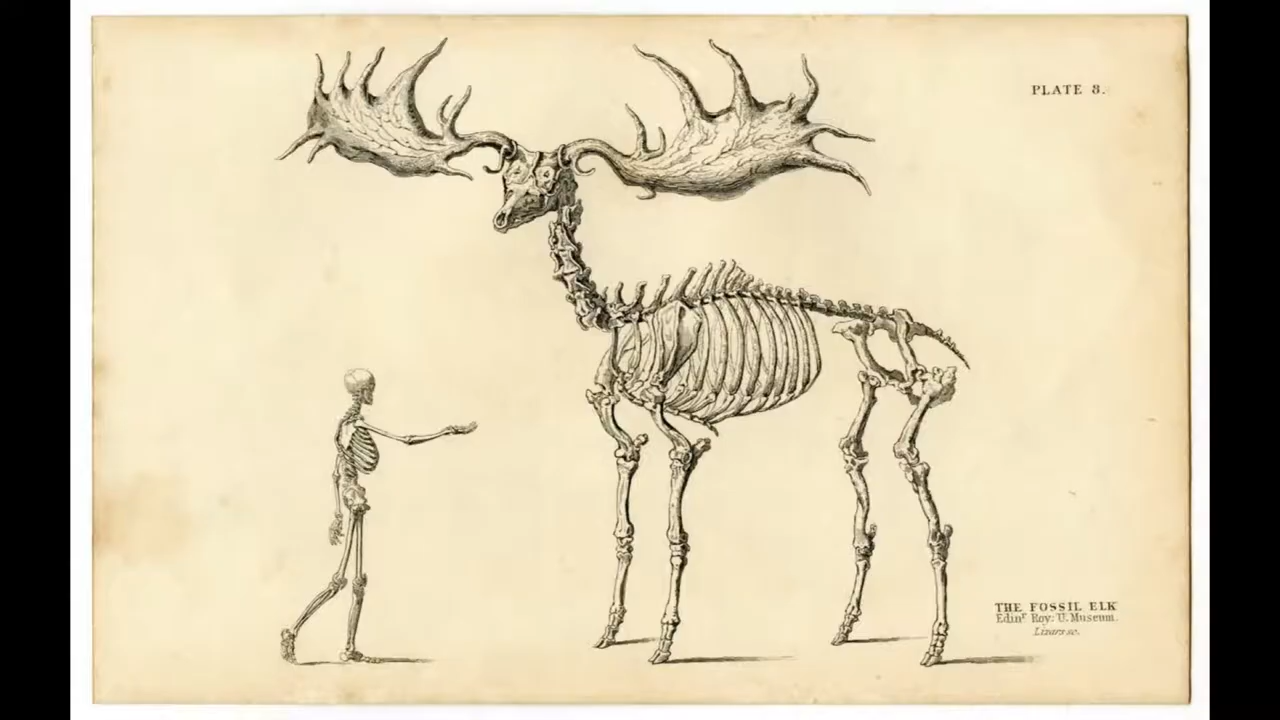 PLATE 8.
THE FOSSIL ELK
Edinʳ Roy: U. Museum.
Lizars sc.